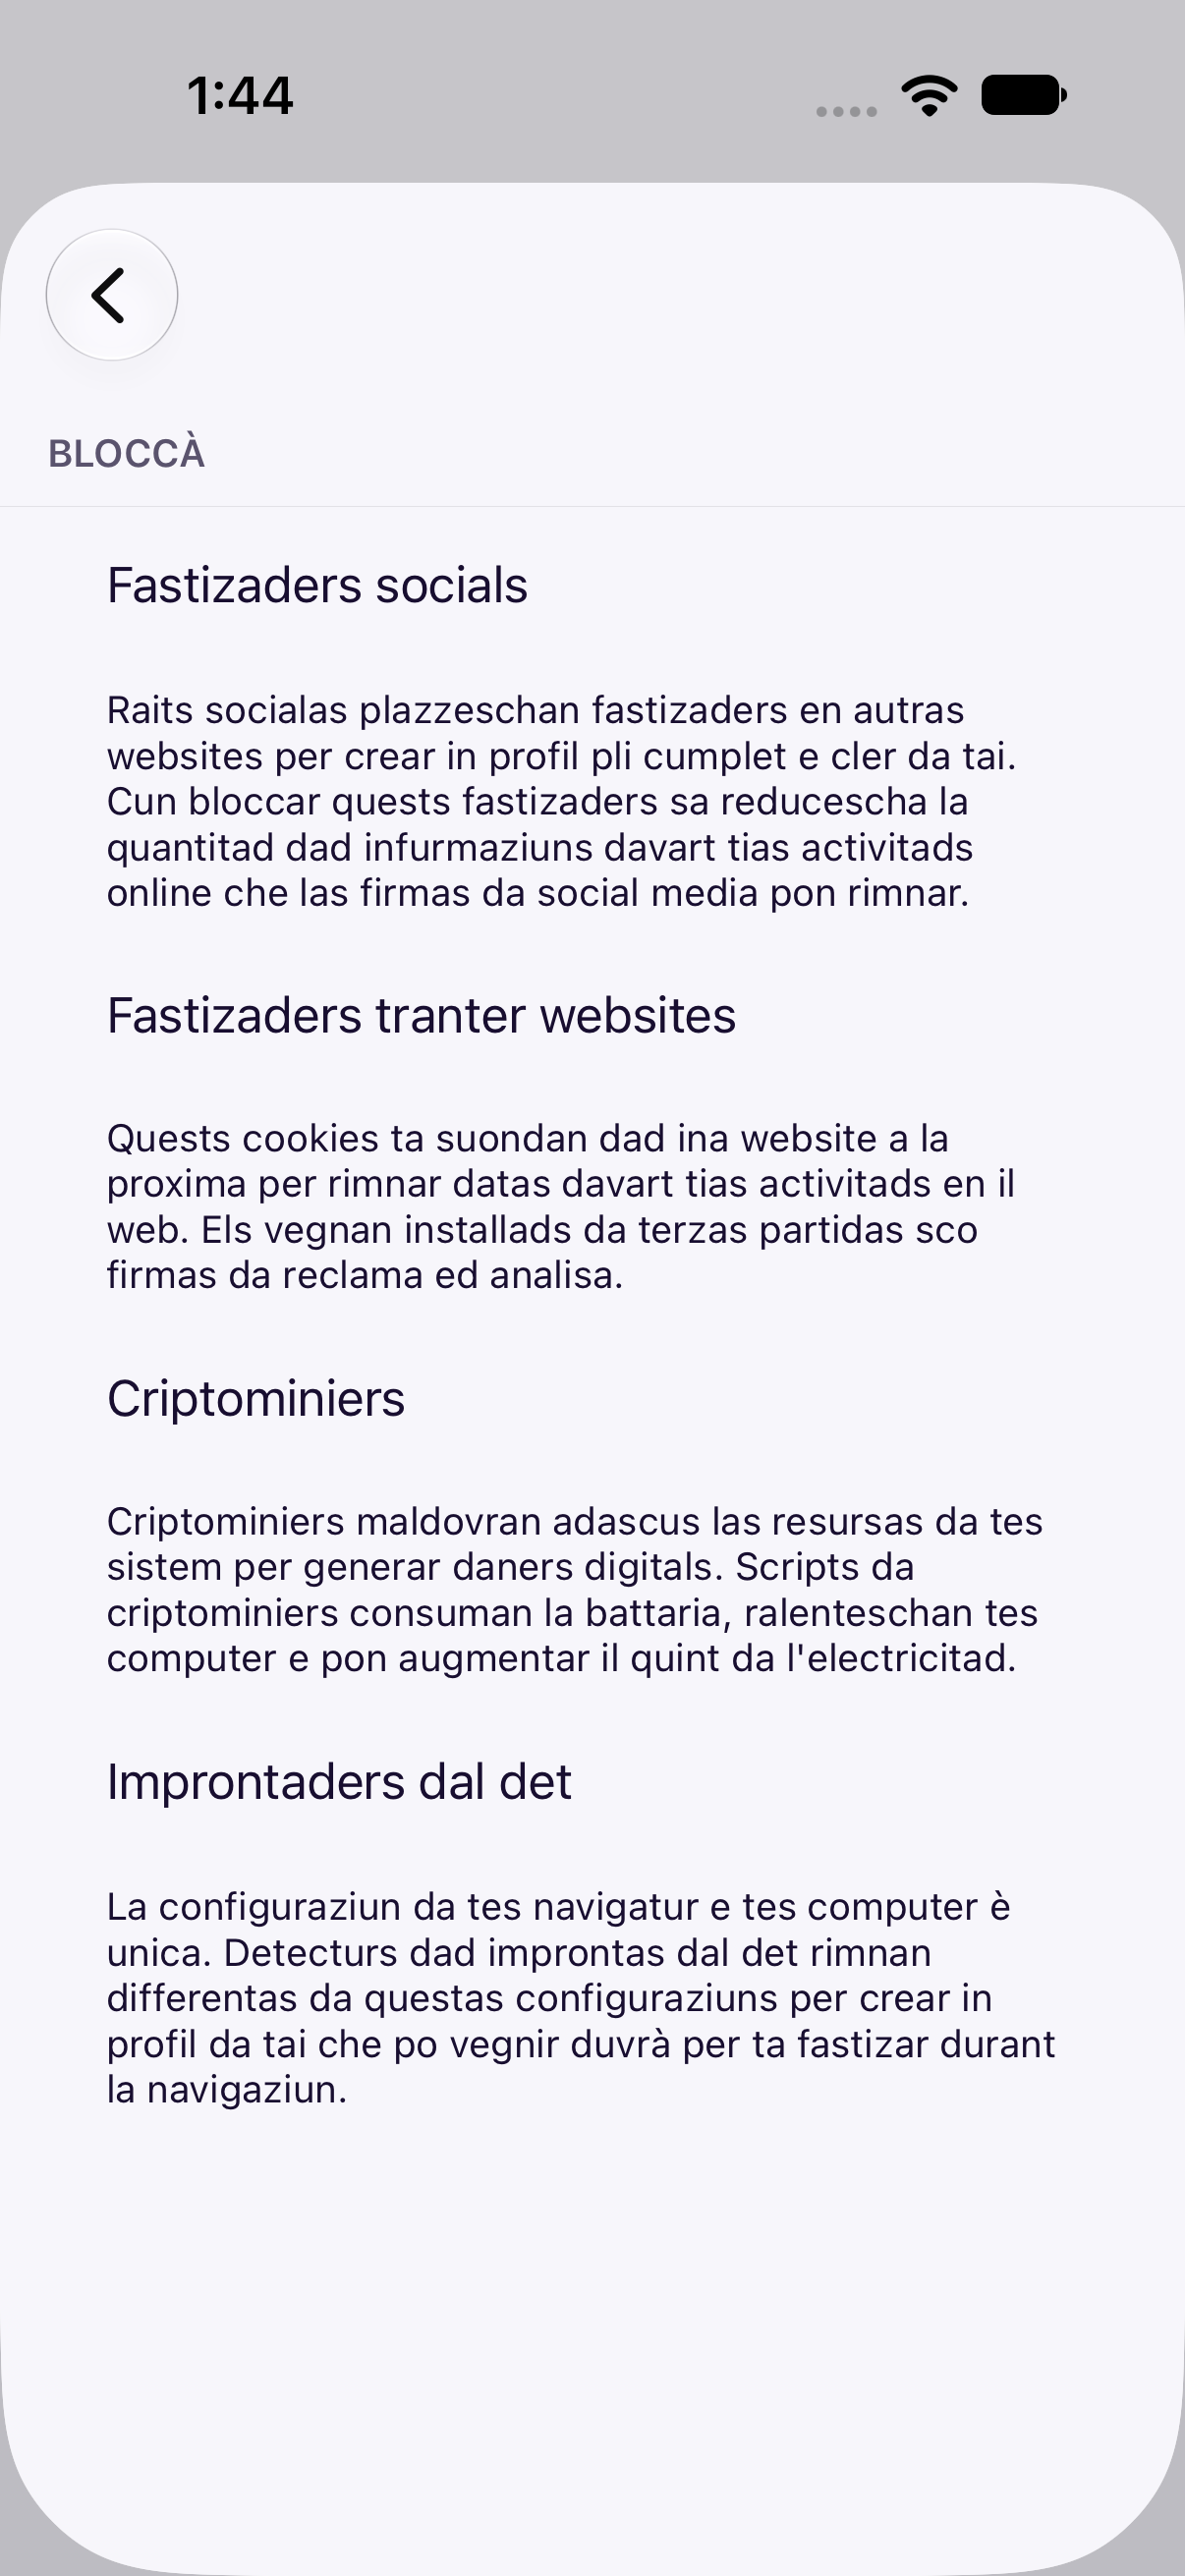 1:44
BLOCCÀ
Fastizaders socials
Raits socialas plazzeschan fastizaders en autras
websites per crear in profil pli cumplet e cler da tai.
Cun bloccar quests fastizaders sa reducescha la
quantitad dad infurmaziuns davart tias activitads
online che las firmas da social media pon rimnar.
Fastizaders tranter websites
Quests cookies ta suondan dad ina website a la
proxima per rimnar datas davart tias activitads en il
web. Els vegnan installads da terzas partidas sco
firmas da reclama ed analisa.
Criptominiers
Criptominiers maldovran adascus las resursas da tes
sistem per generar daners digitals. Scripts da
criptominiers consuman la battaria, ralenteschan tes
computer e pon augmentar il quint da l'electricitad.
Improntaders dal det
La configuraziun da tes navigatur e tes computer è
unica. Detecturs dad improntas dal det rimnan
differentas da questas configuraziuns per crear in
profil da tai che po vegnir duvrà per ta fastizar durant
la navigaziun.